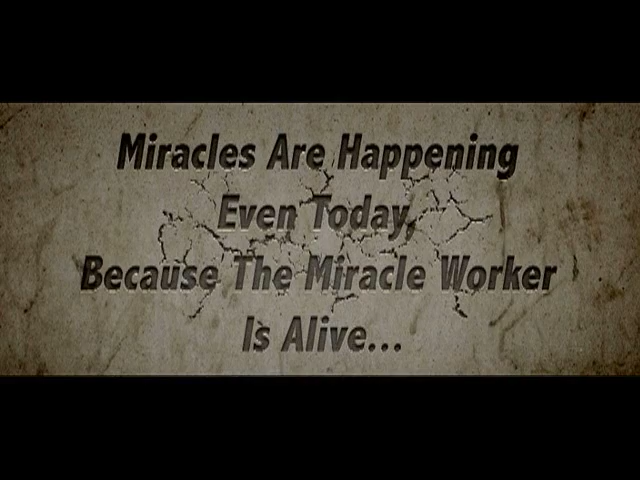 Miracles Are Happening
Even Today,
Because The Miracle Worker
Is Alive...